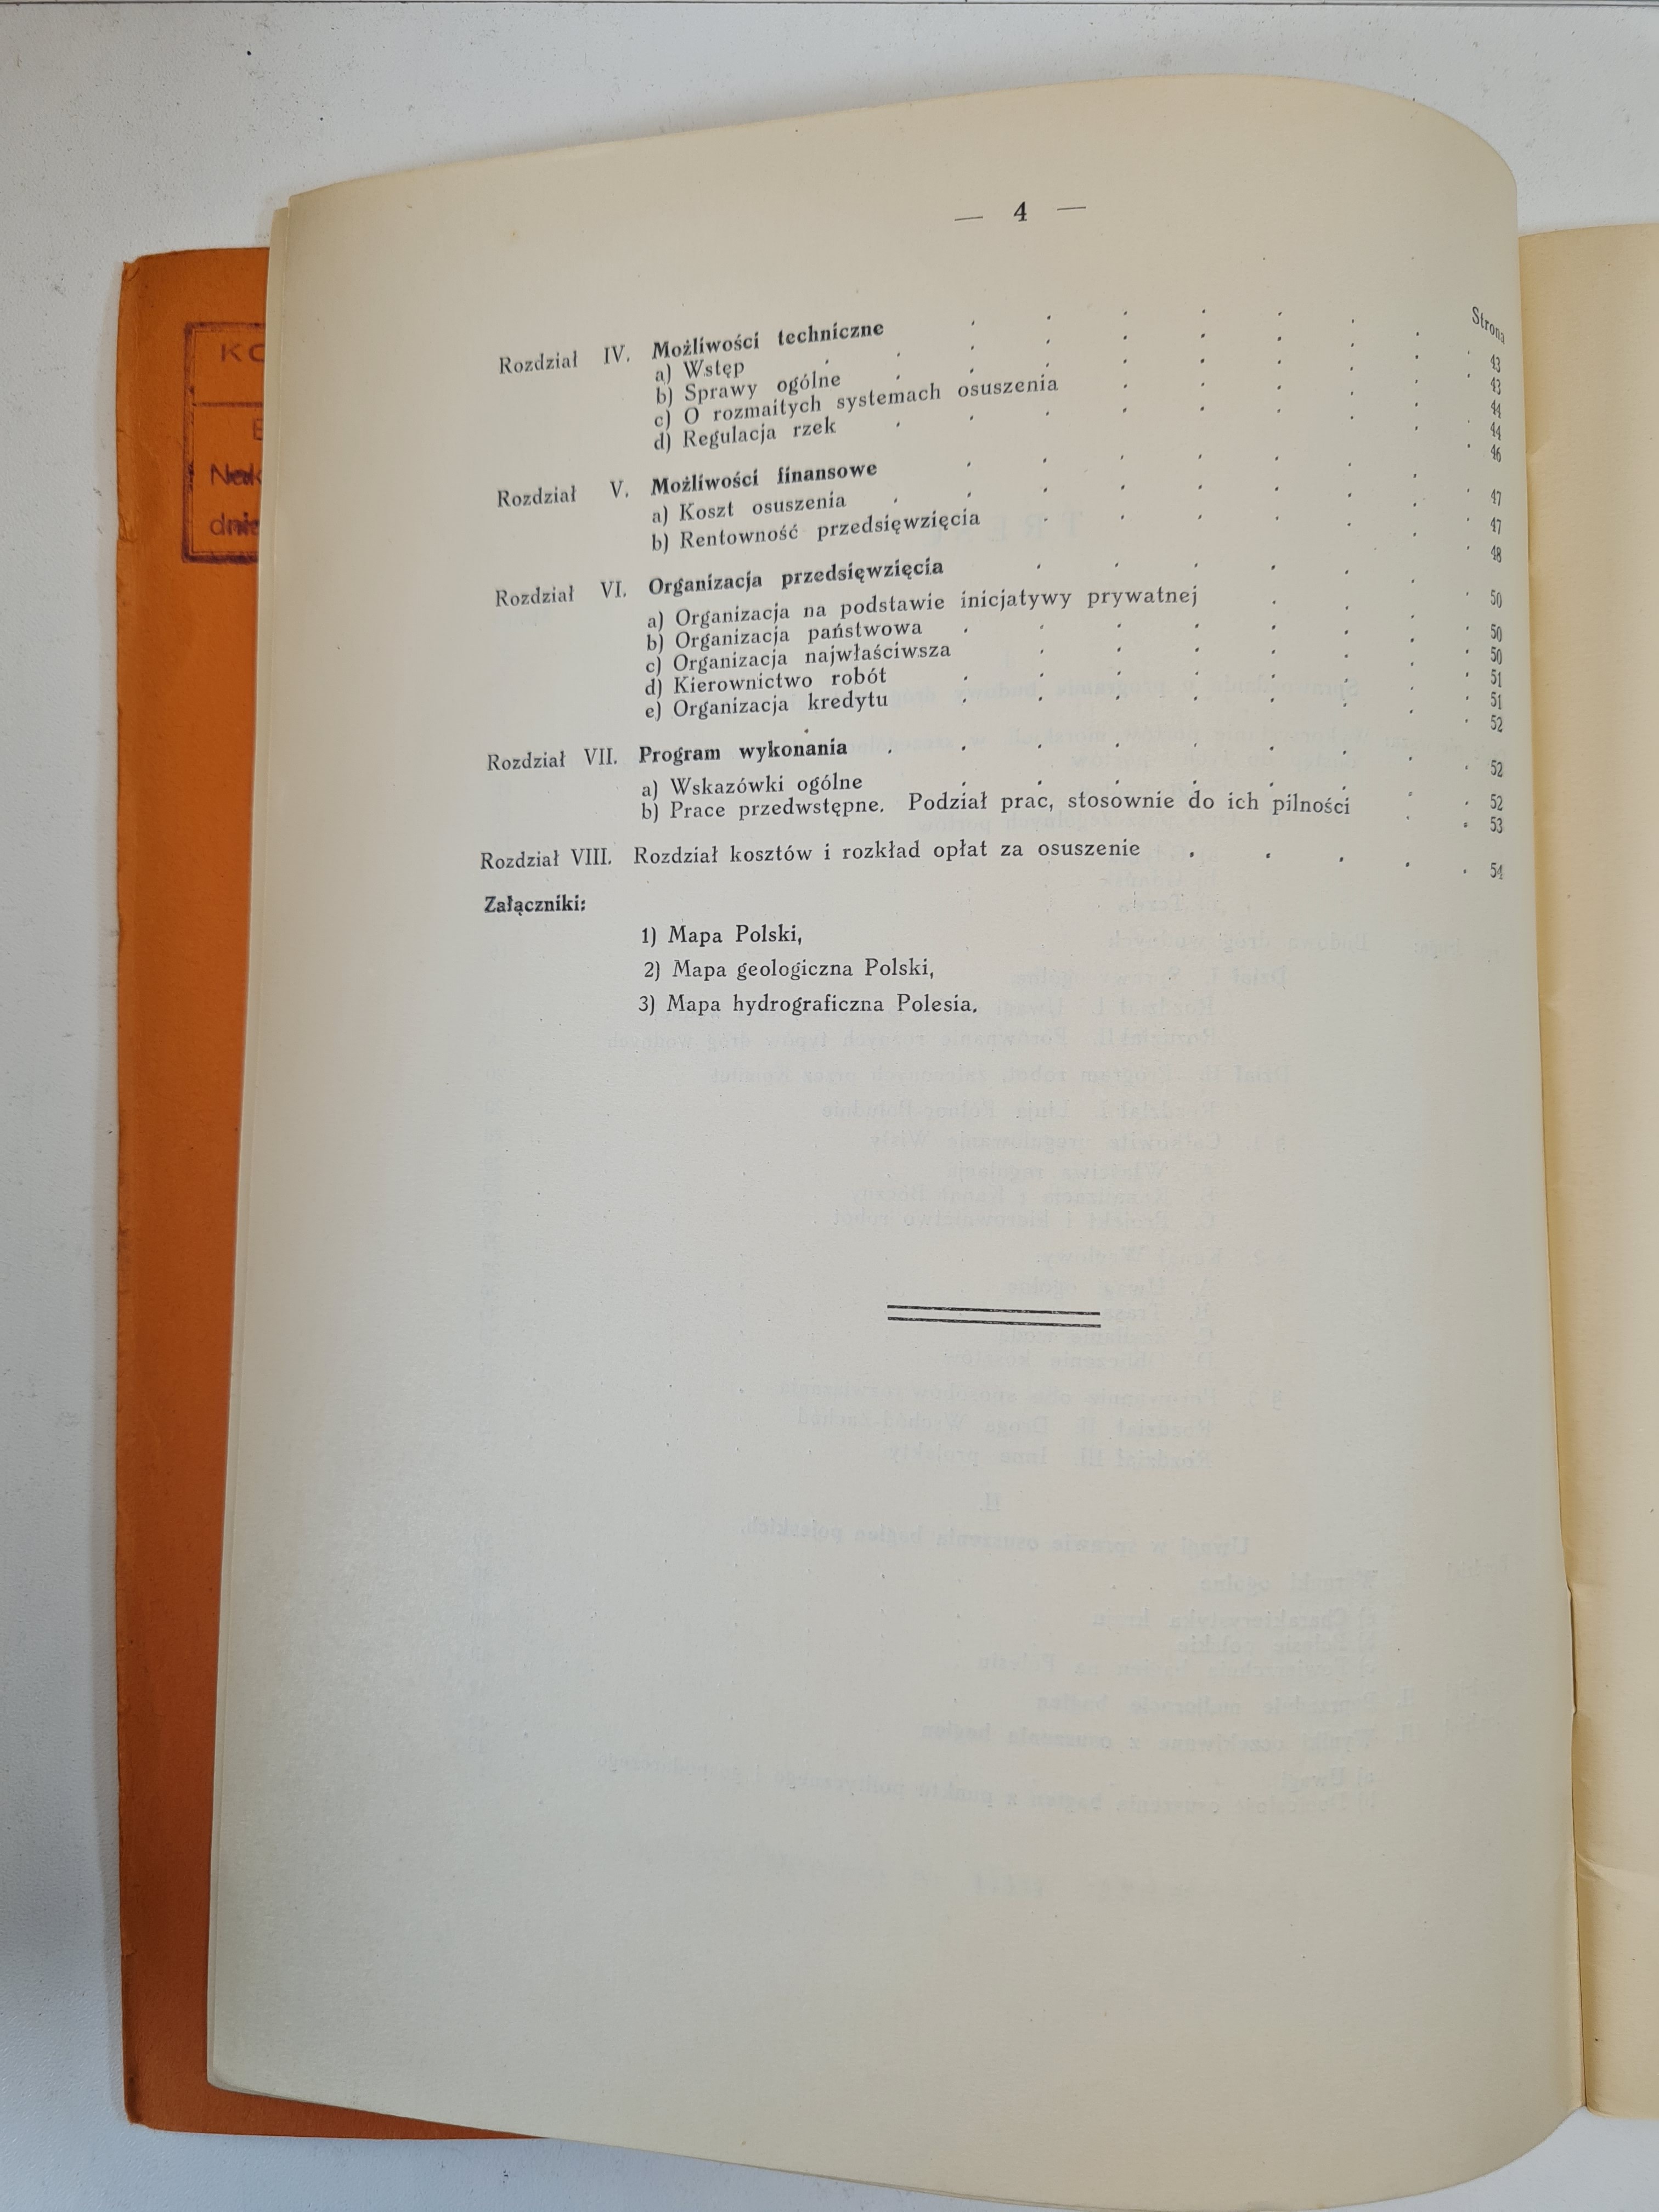 — 4 —
Strona
Rozdział IV. Możliwości techniczne . . . . . . . . 43
a) Wstęp . . . . . . . . . 43
b) Sprawy ogólne . . . . . . . . 44
c) O rozmaitych systemach osuszenia . . . . . 44
d) Regulacja rzek . . . . . . . . 46
Rozdział V. Możliwości finansowe . . . . . . . . 47
a) Koszt osuszenia . . . . . . . . 47
b) Rentowność przedsięwzięcia . . . . . . . 48
Rozdział VI. Organizacja przedsięwzięcia . . . . . . . 50
a) Organizacja na podstawie inicjatywy prywatnej . . . . 50
b) Organizacja państwowa . . . . . . . . 50
c) Organizacja najwłaściwsza . . . . . . . 51
d) Kierownictwo robót . . . . . . . . 51
e) Organizacja kredytu . . . . . . . . 52
Rozdział VII. Program wykonania . . . . . . . . . 52
a) Wskazówki ogólne . . . . . . . . 52
b) Prace przedwstępne. Podział prac, stosownie do ich pilności . . 53
Rozdział VIII. Rozdział kosztów i rozkład opłat za osuszenie . . . . . 54
Załączniki:
1) Mapa Polski,
2) Mapa geologiczna Polski,
3) Mapa hydrograficzna Polesia.